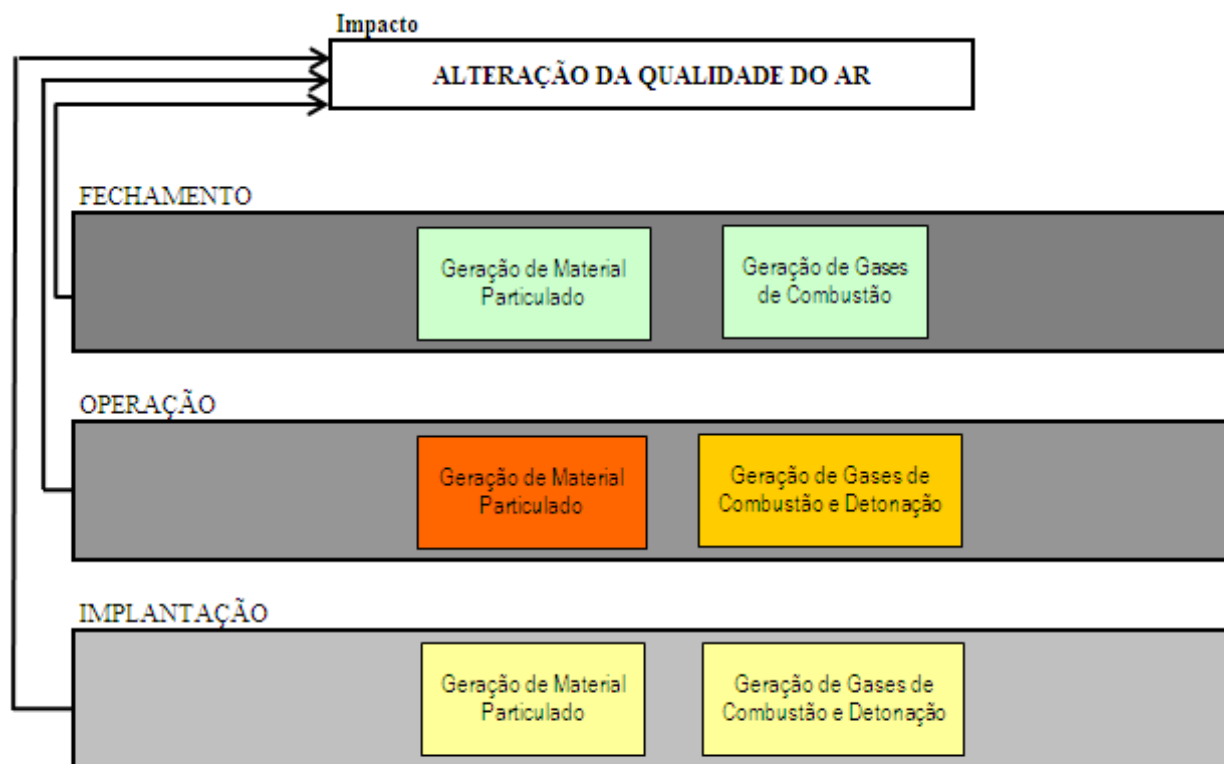 Impacto
ALTERAÇÃO DA QUALIDADE DO AR
FECHAMENTO
Geração de Material
Particulado
Geração de Gases
de Combustão
OPERAÇÃO
Geração de Material
Particulado
Geração de Gases de
Combustão e Detonação
IMPLANTAÇÃO
Geração de Material
Particulado
Geração de Gases de
Combustão e Detonação